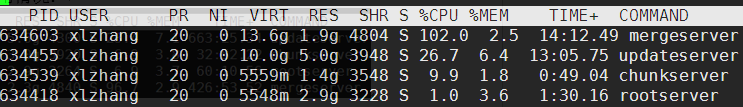 PID USER PR NI VIRT RES SHR S %CPU %MEM TIME+ COMMAND
634603 xlzhang 20 0 13.6g 1.9g 4804 S 102.0 2.5 14:12.49 mergeserver
634455 xlzhang 20 0 10.0g 5.0g 3948 S 26.7 6.4 13:05.75 updateserver
634539 xlzhang 20 0 5559m 1.4g 3548 S 9.9 1.8 0:49.04 chunkserver
634418 xlzhang 20 0 5548m 2.9g 3228 S 1.0 3.6 1:30.16 rootserver